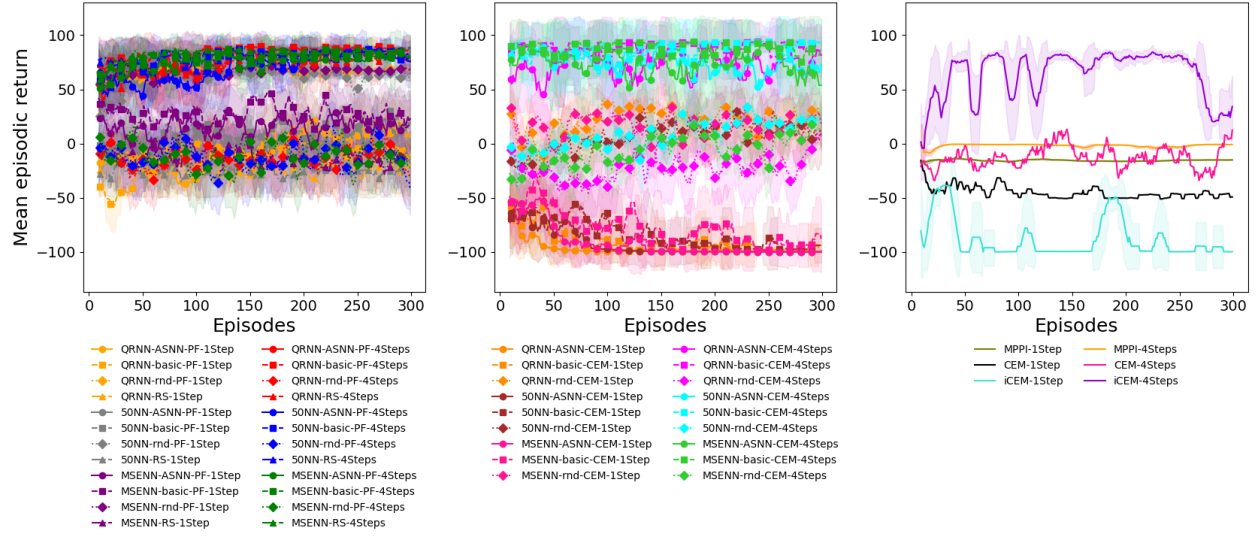 Mean episodic return
100
50
0
−50
−100
0 50 100 150 200 250 300
Episodes
100
50
0
−50
−100
0 50 100 150 200 250 300
Episodes
100
50
0
−50
−100
0 50 100 150 200 250 300
Episodes
QRNN-ASNN-PF-1Step
QRNN-basic-PF-1Step
QRNN-rnd-PF-1Step
QRNN-RS-1Step
50NN-ASNN-PF-1Step
50NN-basic-PF-1Step
50NN-rnd-PF-1Step
50NN-RS-1Step
MSENN-ASNN-PF-1Step
MSENN-basic-PF-1Step
MSENN-rnd-PF-1Step
MSENN-RS-1Step
QRNN-ASNN-PF-4Steps
QRNN-basic-PF-4Steps
QRNN-rnd-PF-4Steps
QRNN-RS-4Steps
50NN-ASNN-PF-4Steps
50NN-basic-PF-4Steps
50NN-rnd-PF-4Steps
50NN-RS-4Steps
MSENN-ASNN-PF-4Steps
MSENN-basic-PF-4Steps
MSENN-rnd-PF-4Steps
MSENN-RS-4Steps
QRNN-ASNN-CEM-1Step
QRNN-basic-CEM-1Step
QRNN-rnd-CEM-1Step
50NN-ASNN-CEM-1Step
50NN-basic-CEM-1Step
50NN-rnd-CEM-1Step
MSENN-ASNN-CEM-1Step
MSENN-basic-CEM-1Step
MSENN-rnd-CEM-1Step
QRNN-ASNN-CEM-4Steps
QRNN-basic-CEM-4Steps
QRNN-rnd-CEM-4Steps
50NN-ASNN-CEM-4Steps
50NN-basic-CEM-4Steps
50NN-rnd-CEM-4Steps
MSENN-ASNN-CEM-4Steps
MSENN-basic-CEM-4Steps
MSENN-rnd-CEM-4Steps
MPPI-1Step
CEM-1Step
iCEM-1Step
MPPI-4Steps
CEM-4Steps
iCEM-4Steps